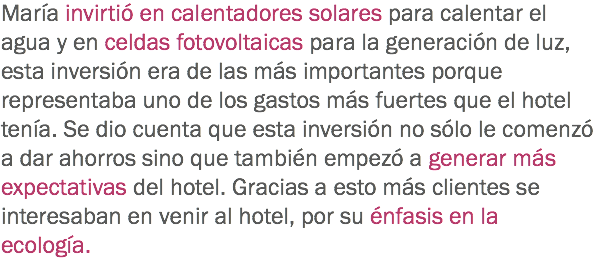 María invirtió en calentadores solares para calentar el
agua y en celdas fotovoltaicas para la generación de luz,
esta inversión era de las más importantes porque
representaba uno de los gastos más fuertes que el hotel
tenía. Se dio cuenta que esta inversión no sólo le comenzó
a dar ahorros sino que también empezó a generar más
expectativas del hotel. Gracias a esto más clientes se
interesaban en venir al hotel, por su énfasis en la
ecología.